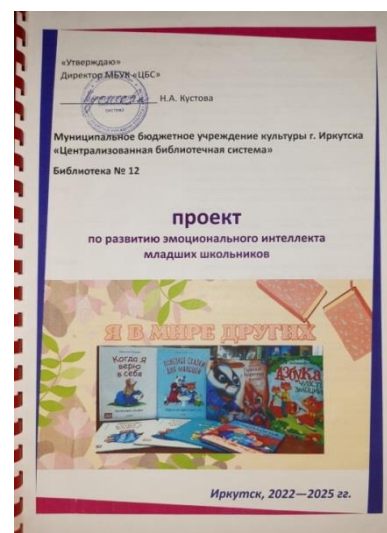 «Утверждаю»
Директор МБУК «ЦБС»
Н.А. Кустова
Муниципальное бюджетное учреждение культуры г. Иркутска
«Централизованная библиотечная система»
Библиотека № 12
проект
по развитию эмоционального интеллекта
младших школьников
Я В МИРЕ ДРУГИХ
Когда я
верю
в себя
Азбука
Иркутск, 2022—2025 гг.